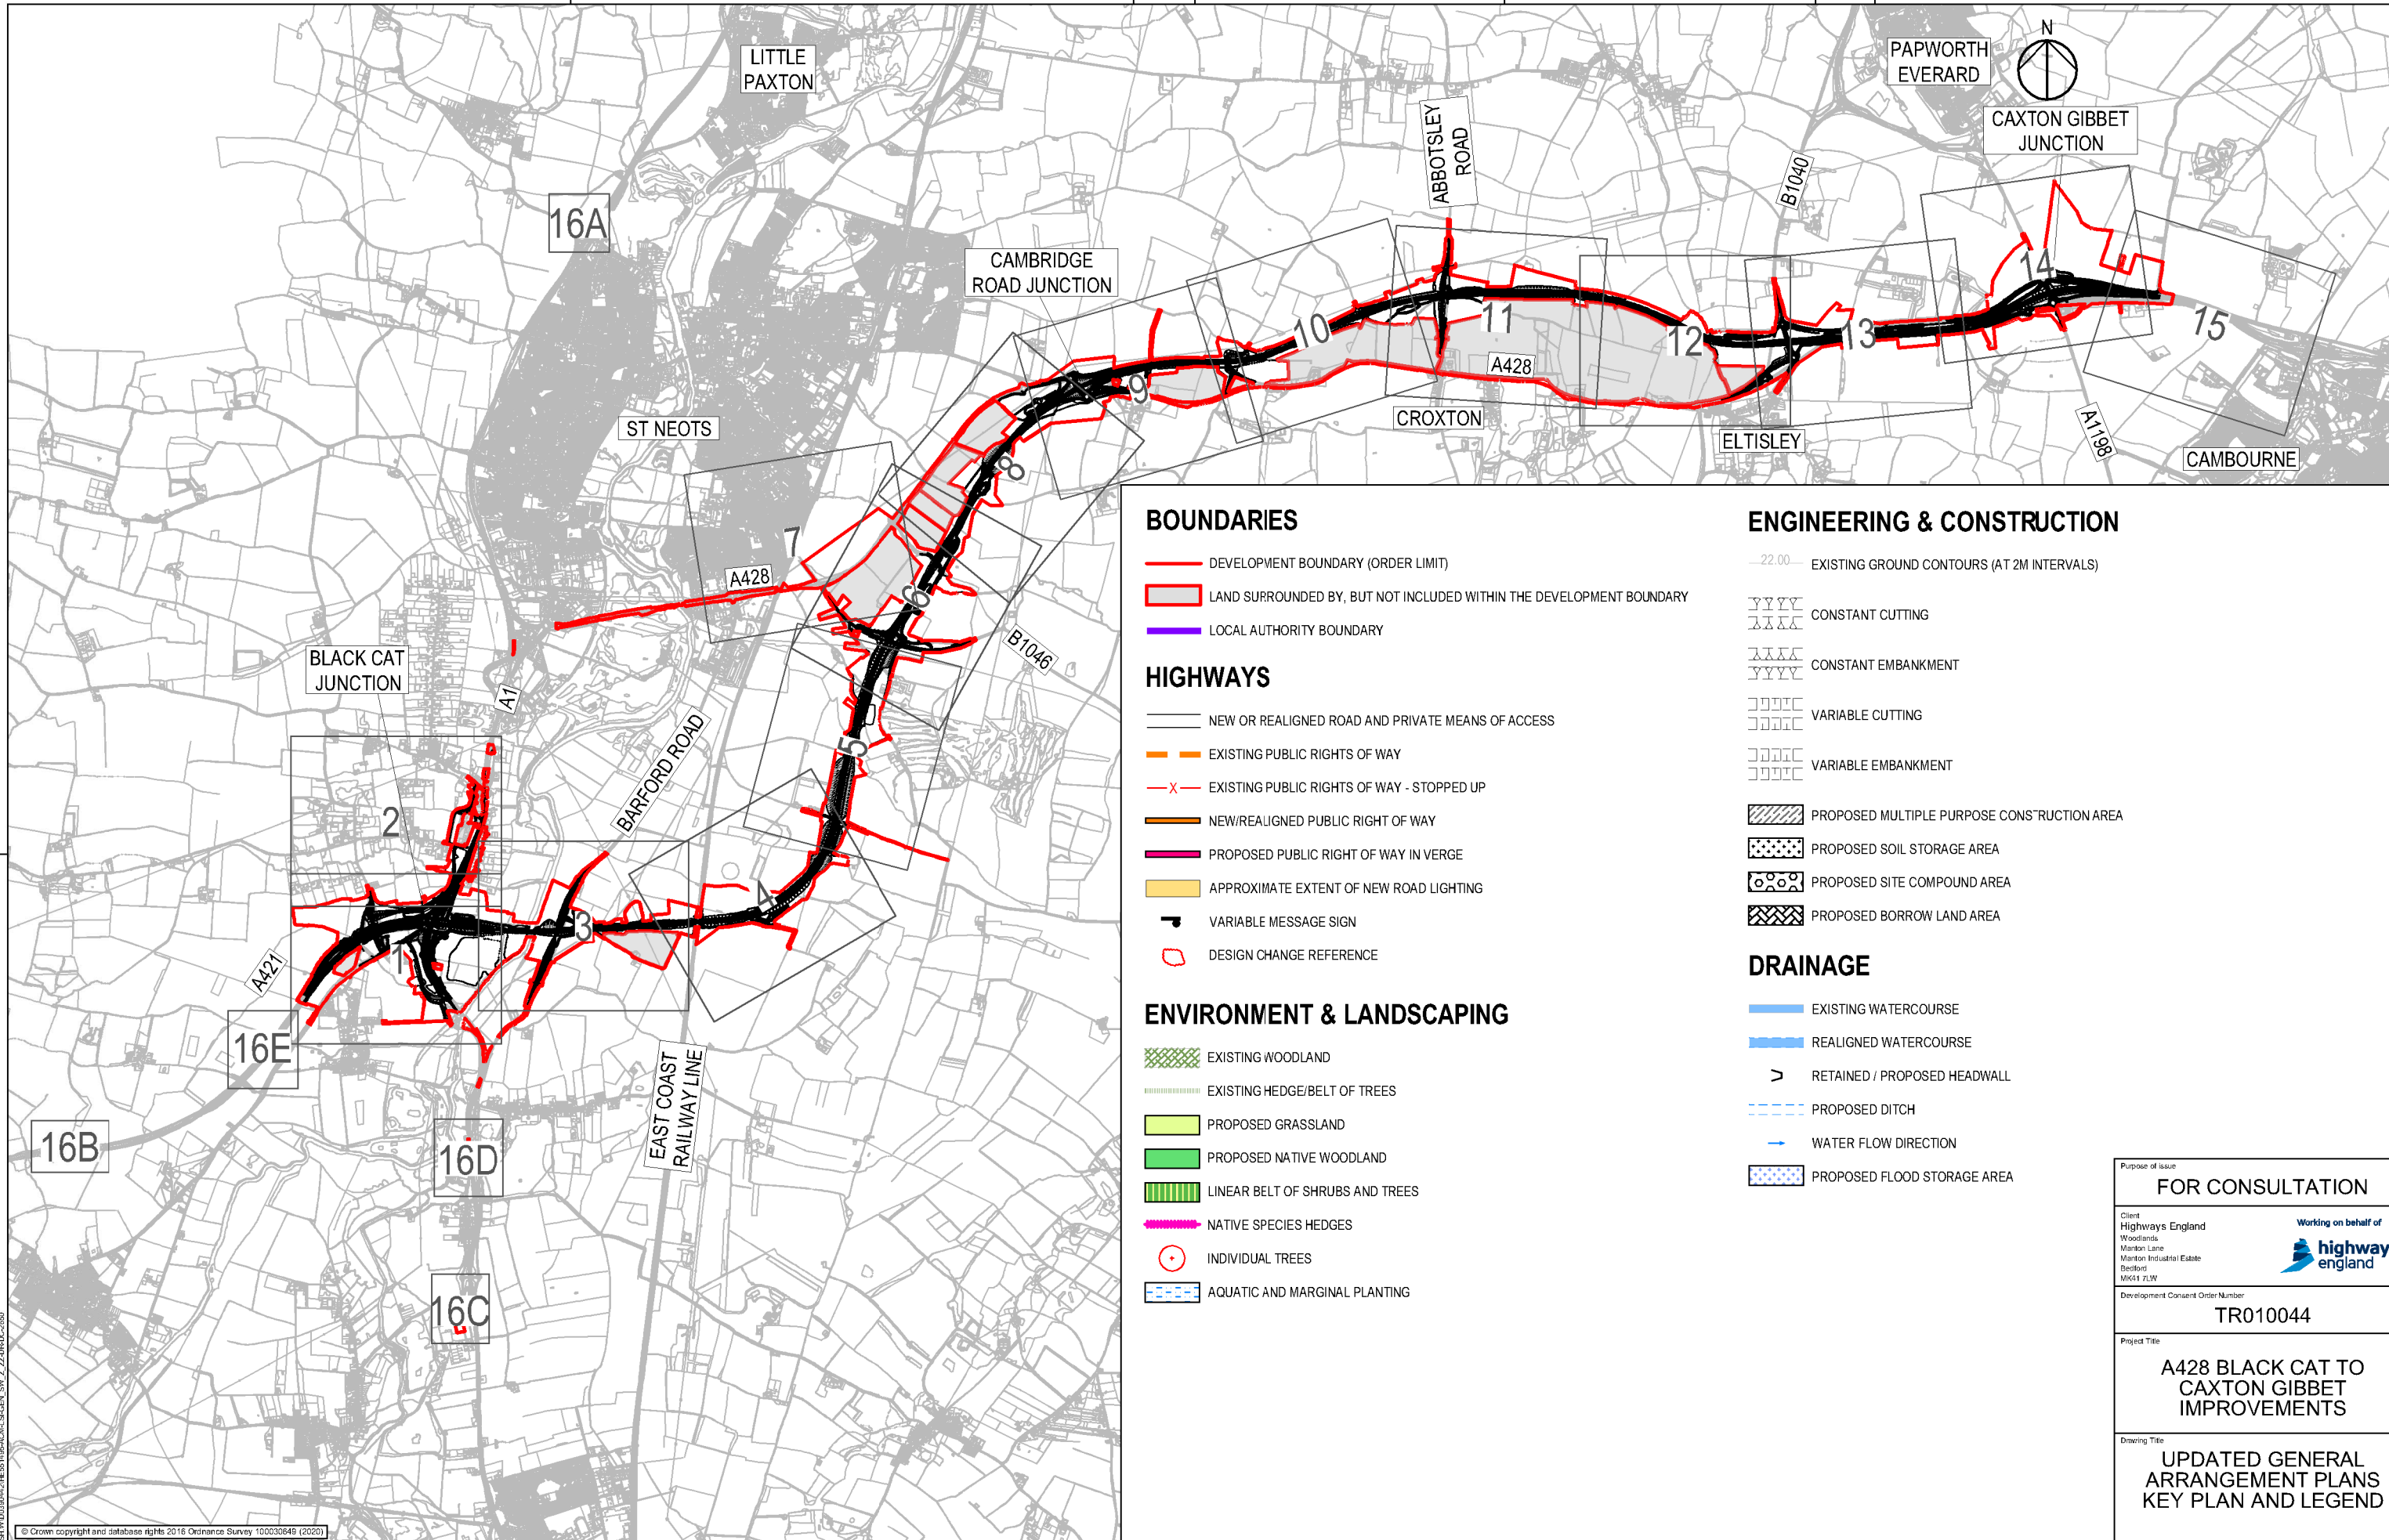 LITTLE
PAXTON
PAPWORTH
EVERARD
N
CAXTON GIBBET
JUNCTION
ABBOTSLEY
ROAD
B1040
16A
CAMBRIDGE
ROAD JUNCTION
14
15
10
11
12
13
9
A428
ST NEOTS
CROXTON
ELTISLEY
A1198
CAMBOURNE
8
7
A428
6
B1046
BLACK CAT
JUNCTION
A1
BARFORD ROAD
5
2
4
3
1
A421
16E
EAST COAST
RAILWAY LINE
16B
16D
16C
BOUNDARIES
DEVELOPMENT BOUNDARY (ORDER LIMIT)
LAND SURROUNDED BY, BUT NOT INCLUDED WITHIN THE DEVELOPMENT BOUNDARY
LOCAL AUTHORITY BOUNDARY
HIGHWAYS
NEW OR REALIGNED ROAD AND PRIVATE MEANS OF ACCESS
EXISTING PUBLIC RIGHTS OF WAY
X
EXISTING PUBLIC RIGHTS OF WAY - STOPPED UP
NEW/REALIGNED PUBLIC RIGHT OF WAY
PROPOSED PUBLIC RIGHT OF WAY IN VERGE
APPROXIMATE EXTENT OF NEW ROAD LIGHTING
VARIABLE MESSAGE SIGN
DESIGN CHANGE REFERENCE
ENVIRONMENT & LANDSCAPING
EXISTING WOODLAND
EXISTING HEDGE/BELT OF TREES
PROPOSED GRASSLAND
PROPOSED NATIVE WOODLAND
LINEAR BELT OF SHRUBS AND TREES
NATIVE SPECIES HEDGES
INDIVIDUAL TREES
AQUATIC AND MARGINAL PLANTING
ENGINEERING & CONSTRUCTION
22.00
EXISTING GROUND CONTOURS (AT 2M INTERVALS)
CONSTANT CUTTING
CONSTANT EMBANKMENT
VARIABLE CUTTING
VARIABLE EMBANKMENT
PROPOSED MULTIPLE PURPOSE CONSTRUCTION AREA
PROPOSED SOIL STORAGE AREA
PROPOSED SITE COMPOUND AREA
PROPOSED BORROW LAND AREA
DRAINAGE
EXISTING WATERCOURSE
REALIGNED WATERCOURSE
RETAINED / PROPOSED HEADWALL
PROPOSED DITCH
WATER FLOW DIRECTION
PROPOSED FLOOD STORAGE AREA
Purpose of issue
FOR CONSULTATION
Client
Highways England
Woodlands
Manton Lane
Manton Industrial Estate
Bedford
MK41 7LW
Working on behalf of
highway
england
Development Consent Order Number
TR010044
Project Title
A428 BLACK CAT TO
CAXTON GIBBET
IMPROVEMENTS
Drawing Title
UPDATED GENERAL
ARRANGEMENT PLANS
KEY PLAN AND LEGEND
© Crown copyright and database rights 2016 Ordnance Survey 100030649 (2020)